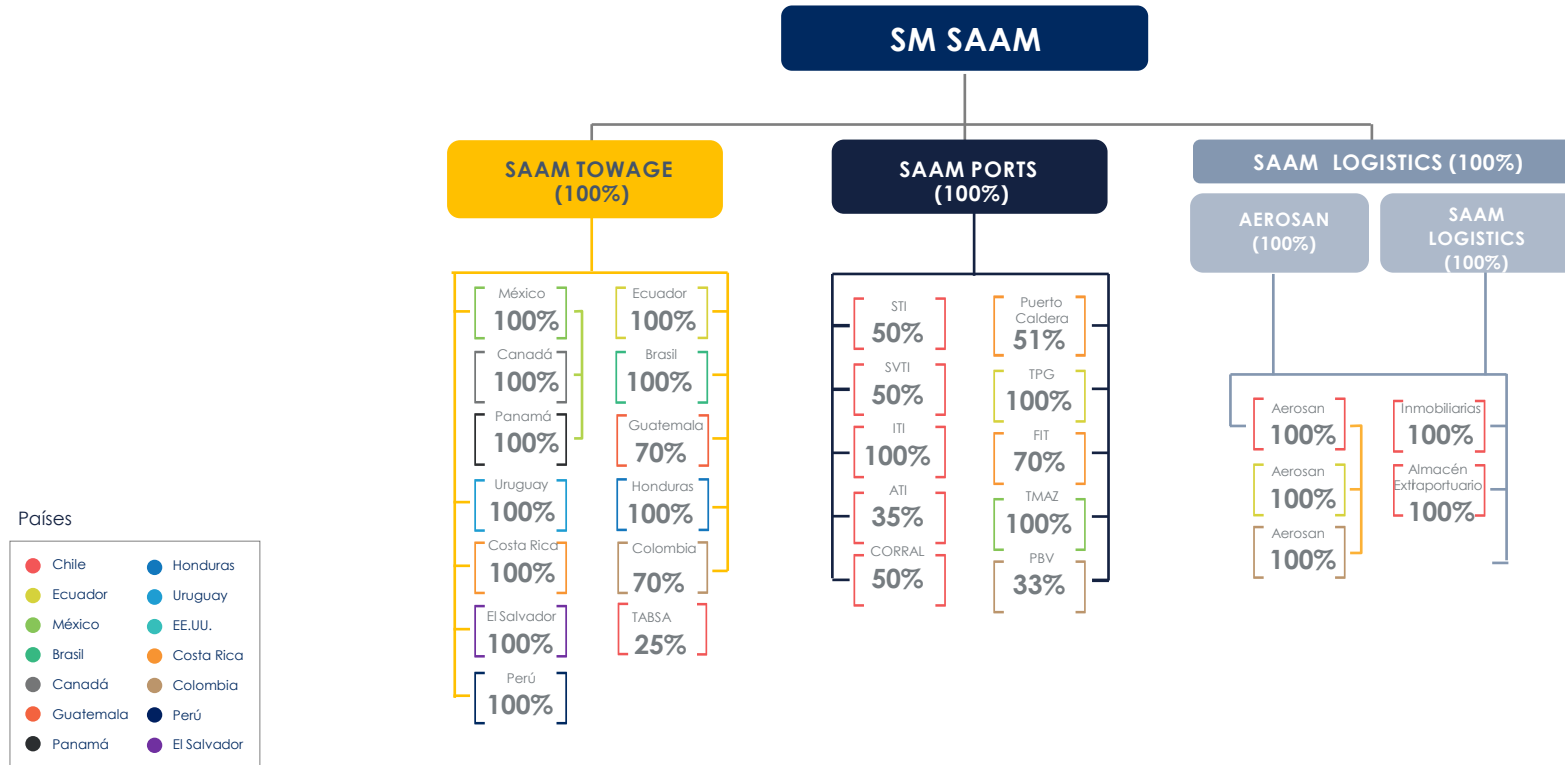 SM SAAM
SAAM TOWAGE
(100%)
SAAM PORTS
(100%)
SAAM LOGISTICS (100%)
AEROSAN
(100%)
SAAM
LOGISTICS
(100%)
México
100%
Canadá
100%
Panamá
100%
Uruguay
100%
Costa Rica
100%
El Salvador
100%
Perú
100%
Ecuador
100%
Brasil
100%
Guatemala
70%
Honduras
100%
Colombia
70%
TABSA
25%
STI
50%
SVTI
50%
ITI
100%
ATI
35%
CORRAL
50%
Puerto
Caldera
51%
TPG
100%
FIT
70%
TMAZ
100%
PBV
33%
Aerosan
100%
Aerosan
100%
Aerosan
100%
Inmobiliarias
100%
Almacén
Extraportuario
100%
Países
Chile
Ecuador
México
Brasil
Canadá
Guatemala
Panamá
Honduras
Uruguay
EE.UU.
Costa Rica
Colombia
Perú
El Salvador